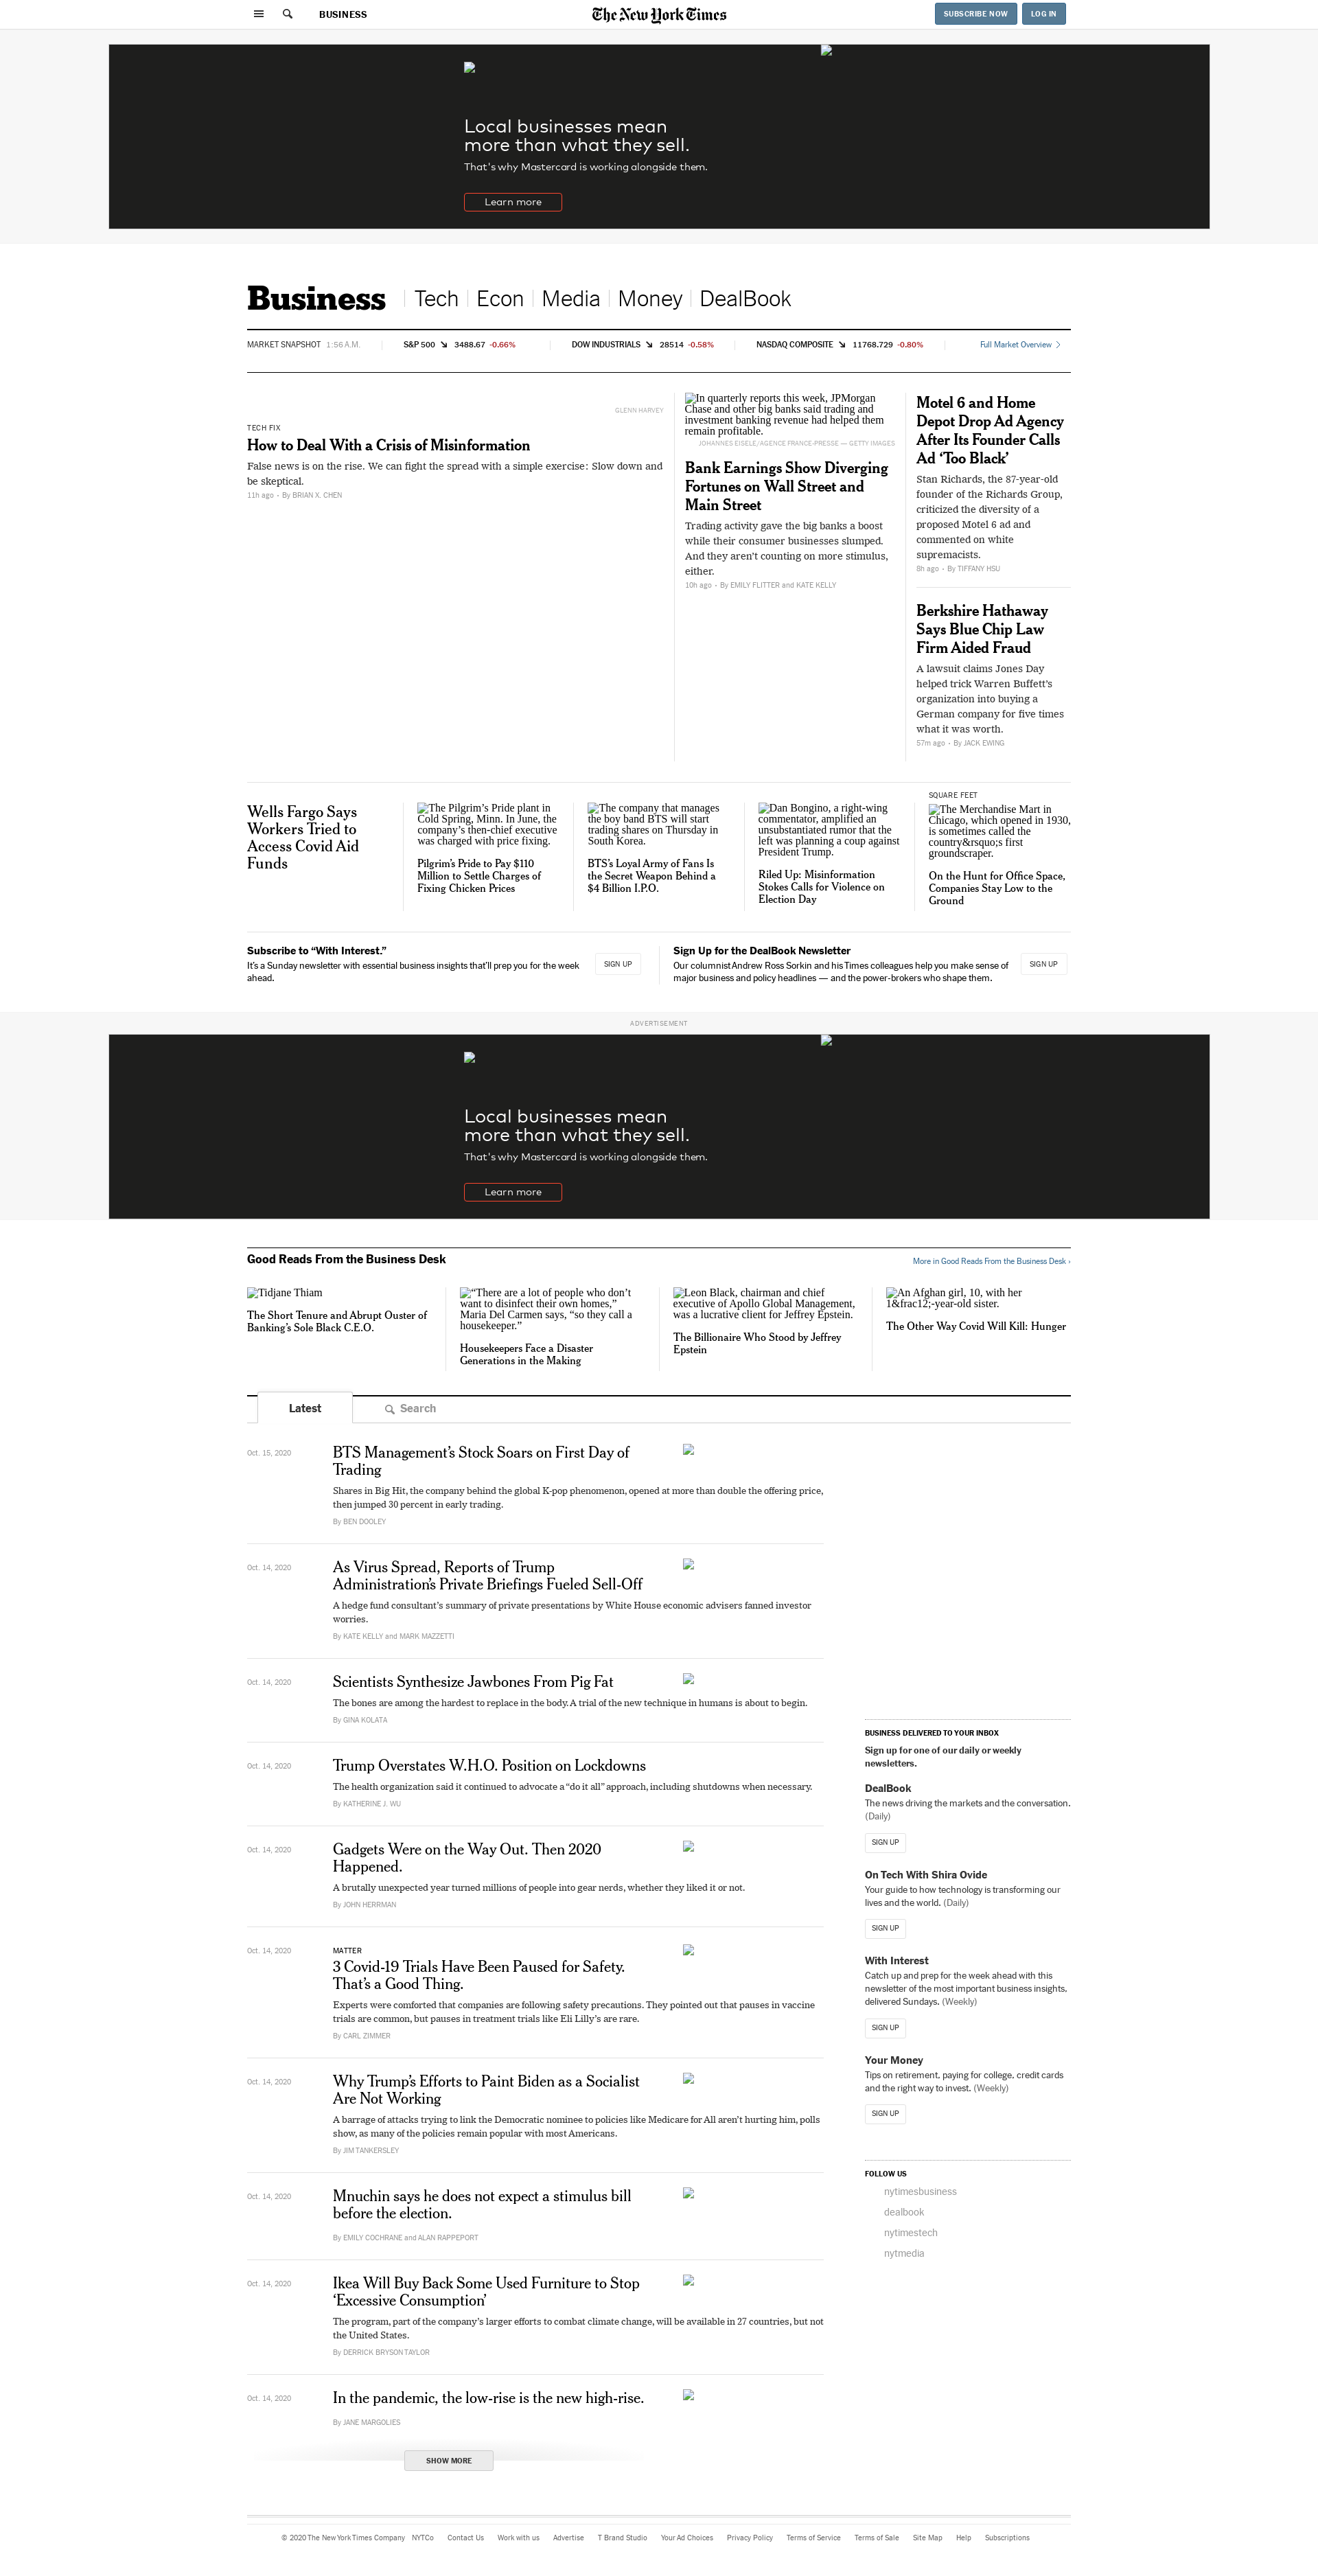 BUSINESS
The New York Times
SUBSCRIBE NOW
LOG IN
Local businesses mean
more than what they sell.
That's why Mastercard is working alongside them.
Learn more
Business
Tech
Econ
Media
Money
DealBook
MARKET SNAPSHOT 1:56 A.M.
S&P 500 3488.67 -0.66%
DOW INDUSTRIALS 28514 -0.58%
NASDAQ COMPOSITE 11768.729 -0.80%
Full Market Overview
GLENN HARVEY
TECH FIX
How to Deal With a Crisis of Misinformation
False news is on the rise. We can fight the spread with a simple exercise: Slow down and
be skeptical.
11h ago • By BRIAN X. CHEN
In quarterly reports this week, JPMorgan
Chase and other big banks said trading and
investment banking revenue had helped them
remain profitable.
JOHANNES EISELE/AGENCE FRANCE-PRESSE — GETTY IMAGES
Bank Earnings Show Diverging
Fortunes on Wall Street and
Main Street
Trading activity gave the big banks a boost
while their consumer businesses slumped.
And they aren’t counting on more stimulus,
either.
10h ago • By EMILY FLITTER and KATE KELLY
Motel 6 and Home
Depot Drop Ad Agency
After Its Founder Calls
Ad ‘Too Black’
Stan Richards, the 87-year-old
founder of the Richards Group,
criticized the diversity of a
proposed Motel 6 ad and
commented on white
supremacists.
8h ago • By TIFFANY HSU
Berkshire Hathaway
Says Blue Chip Law
Firm Aided Fraud
A lawsuit claims Jones Day
helped trick Warren Buffett’s
organization into buying a
German company for five times
what it was worth.
57m ago • By JACK EWING
Wells Fargo Says
Workers Tried to
Access Covid Aid
Funds
The Pilgrim’s Pride plant in
Cold Spring, Minn. In June, the
company’s then-chief executive
was charged with price fixing.
Pilgrim’s Pride to Pay $110
Million to Settle Charges of
Fixing Chicken Prices
The company that manages
the boy band BTS will start
trading shares on Thursday in
South Korea.
BTS’s Loyal Army of Fans Is
the Secret Weapon Behind a
$4 Billion I.P.O.
Dan Bongino, a right-wing
commentator, amplified an
unsubstantiated rumor that the
left was planning a coup against
President Trump.
Riled Up: Misinformation
Stokes Calls for Violence on
Election Day
SQUARE FEET
The Merchandise Mart in
Chicago, which opened in 1930,
is sometimes called the
country&rsquo;s first
groundscraper.
On the Hunt for Office Space,
Companies Stay Low to the
Ground
Subscribe to “With Interest.”
It’s a Sunday newsletter with essential business insights that’ll prep you for the week
ahead.
SIGN UP
Sign Up for the DealBook Newsletter
Our columnist Andrew Ross Sorkin and his Times colleagues help you make sense of
major business and policy headlines — and the power-brokers who shape them.
SIGN UP
ADVERTISEMENT
Local businesses mean
more than what they sell.
That's why Mastercard is working alongside them.
Learn more
Good Reads From the Business Desk
More in Good Reads From the Business Desk ›
Tidjane Thiam
The Short Tenure and Abrupt Ouster of
Banking’s Sole Black C.E.O.
“There are a lot of people who don’t
want to disinfect their own homes,”
Maria Del Carmen says, “so they call a
housekeeper.”
Housekeepers Face a Disaster
Generations in the Making
Leon Black, chairman and chief
executive of Apollo Global Management,
was a lucrative client for Jeffrey Epstein.
The Billionaire Who Stood by Jeffrey
Epstein
An Afghan girl, 10, with her
1&frac12;-year-old sister.
The Other Way Covid Will Kill: Hunger
Latest
Search
Oct. 15, 2020
BTS Management’s Stock Soars on First Day of
Trading
Shares in Big Hit, the company behind the global K-pop phenomenon, opened at more than double the offering price,
then jumped 30 percent in early trading.
By BEN DOOLEY
Oct. 14, 2020
As Virus Spread, Reports of Trump
Administration’s Private Briefings Fueled Sell-Off
A hedge fund consultant’s summary of private presentations by White House economic advisers fanned investor
worries.
By KATE KELLY and MARK MAZZETTI
Oct. 14, 2020
Scientists Synthesize Jawbones From Pig Fat
The bones are among the hardest to replace in the body. A trial of the new technique in humans is about to begin.
By GINA KOLATA
Oct. 14, 2020
Trump Overstates W.H.O. Position on Lockdowns
The health organization said it continued to advocate a “do it all” approach, including shutdowns when necessary.
By KATHERINE J. WU
Oct. 14, 2020
Gadgets Were on the Way Out. Then 2020
Happened.
A brutally unexpected year turned millions of people into gear nerds, whether they liked it or not.
By JOHN HERRMAN
Oct. 14, 2020
MATTER
3 Covid-19 Trials Have Been Paused for Safety.
That’s a Good Thing.
Experts were comforted that companies are following safety precautions. They pointed out that pauses in vaccine
trials are common, but pauses in treatment trials like Eli Lilly’s are rare.
By CARL ZIMMER
Oct. 14, 2020
Why Trump’s Efforts to Paint Biden as a Socialist
Are Not Working
A barrage of attacks trying to link the Democratic nominee to policies like Medicare for All aren’t hurting him, polls
show, as many of the policies remain popular with most Americans.
By JIM TANKERSLEY
Oct. 14, 2020
Mnuchin says he does not expect a stimulus bill
before the election.
By EMILY COCHRANE and ALAN RAPPEPORT
Oct. 14, 2020
Ikea Will Buy Back Some Used Furniture to Stop
‘Excessive Consumption’
The program, part of the company’s larger efforts to combat climate change, will be available in 27 countries, but not
the United States.
By DERRICK BRYSON TAYLOR
Oct. 14, 2020
In the pandemic, the low-rise is the new high-rise.
By JANE MARGOLIES
SHOW MORE
BUSINESS DELIVERED TO YOUR INBOX
Sign up for one of our daily or weekly
newsletters.
DealBook
The news driving the markets and the conversation.
(Daily)
SIGN UP
On Tech With Shira Ovide
Your guide to how technology is transforming our
lives and the world. (Daily)
SIGN UP
With Interest
Catch up and prep for the week ahead with this
newsletter of the most important business insights,
delivered Sundays. (Weekly)
SIGN UP
Your Money
Tips on retirement, paying for college, credit cards
and the right way to invest. (Weekly)
SIGN UP
FOLLOW US
nytimesbusiness
dealbook
nytimestech
nytmedia
© 2020 The New York Times Company NYTCo Contact Us Work with us Advertise T Brand Studio Your Ad Choices Privacy Policy Terms of Service Terms of Sale Site Map Help Subscriptions